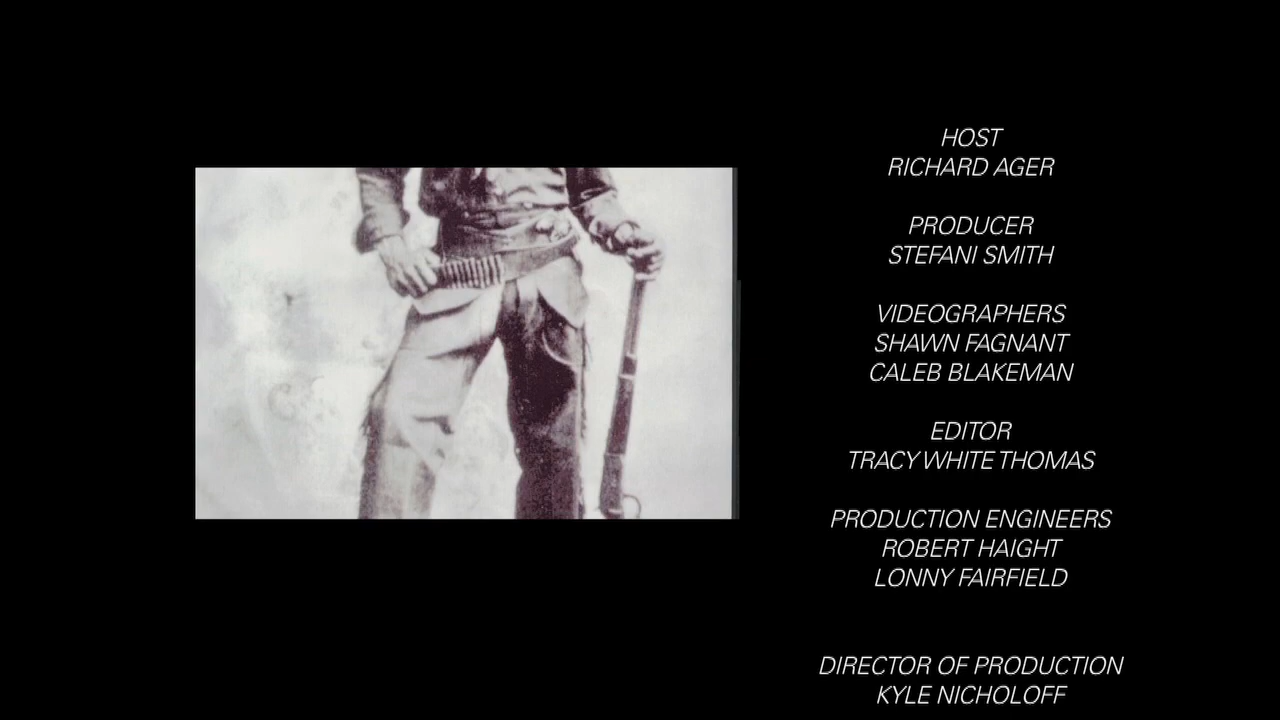 HOST
RICHARD AGER
PRODUCER
STEFANI SMITH
VIDEOGRAPHERS
SHAWN FAGNANT
CALEB BLAKEMAN
EDITOR
TRACY WHITE THOMAS
PRODUCTION ENGINEERS
ROBERT HAIGHT
LONNY FAIRFIELD
DIRECTOR OF PRODUCTION
KYLE NICHOLOFF